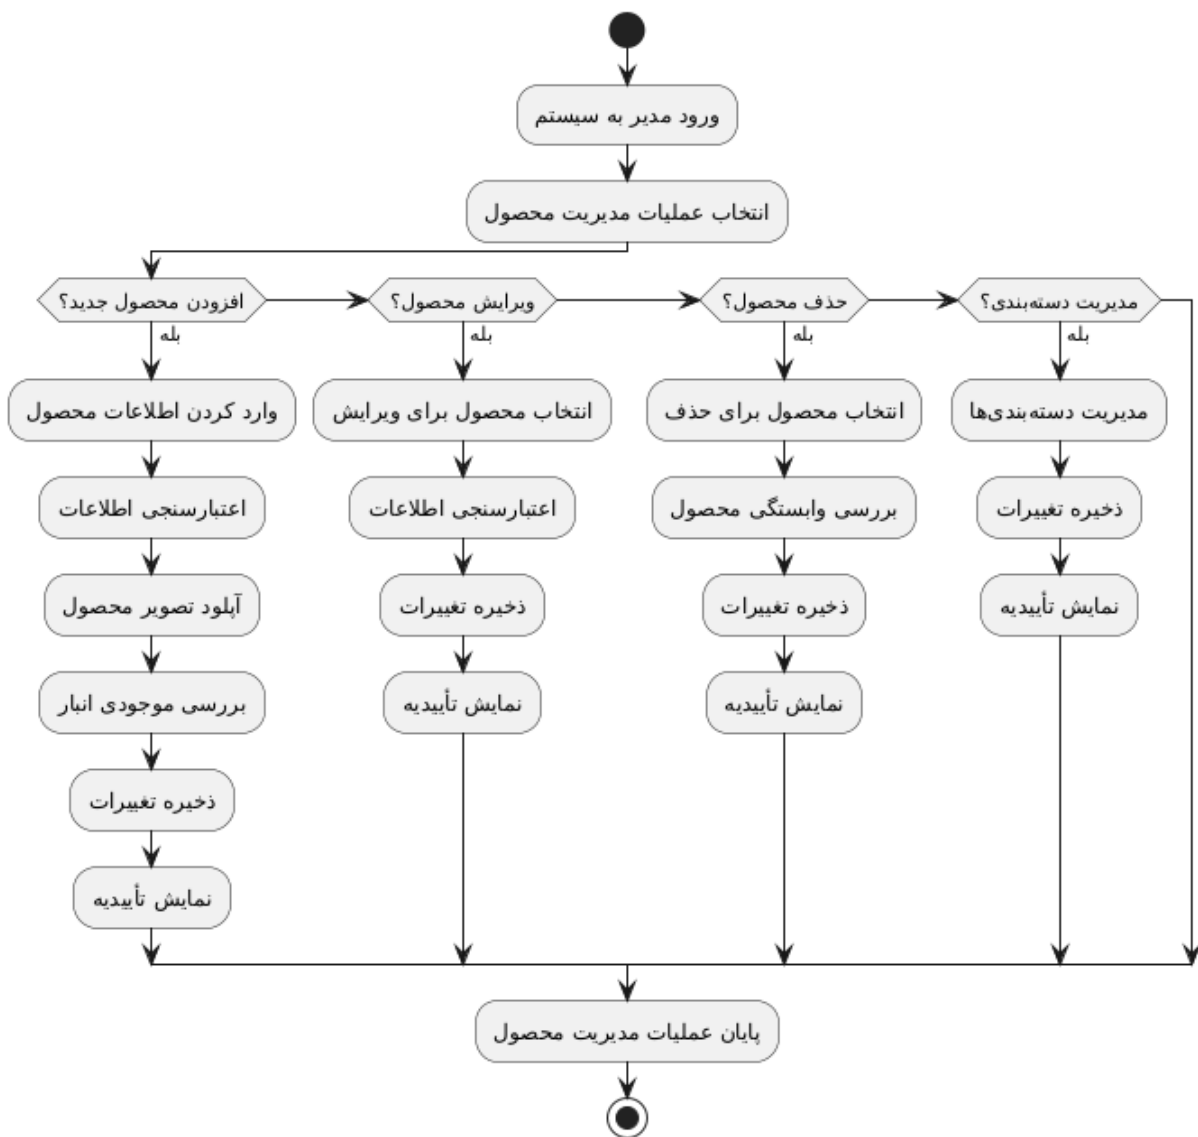 ورود مدیر به سیستم
انتخاب عملیات مدیریت محصول
افزودن محصول جدید؟
بله
وارد کردن اطلاعات محصول
اعتبارسنجی اطلاعات
آپلود تصویر محصول
بررسی موجودی انبار
ذخیره تغییرات
نمایش تأییدیه
ویرایش محصول؟
بله
انتخاب محصول برای ویرایش
اعتبارسنجی اطلاعات
ذخیره تغییرات
نمایش تأییدیه
حذف محصول؟
بله
انتخاب محصول برای حذف
بررسی وابستگی محصول
ذخیره تغییرات
نمایش تأییدیه
مدیریت دسته‌بندی؟
بله
مدیریت دسته‌بندی‌ها
ذخیره تغییرات
نمایش تأییدیه
پایان عملیات مدیریت محصول